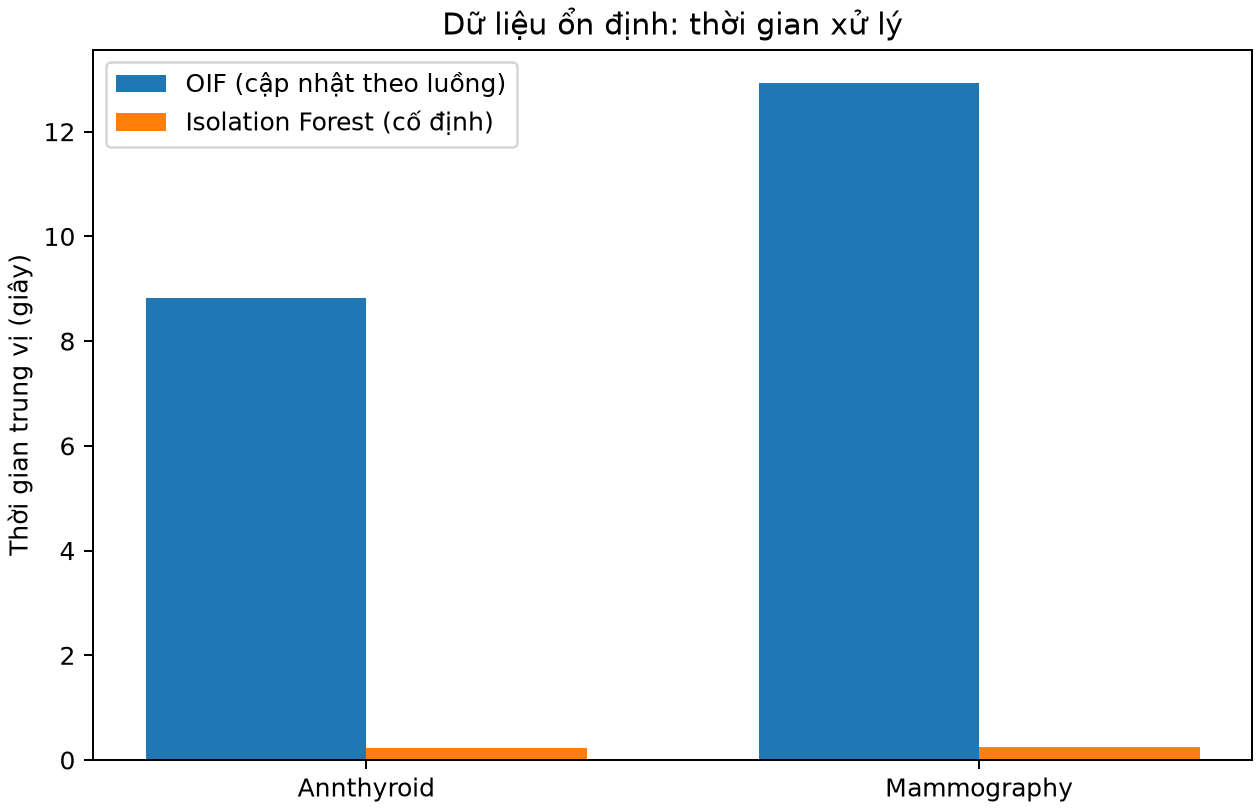 Dữ liệu ổn định: thời gian xử lý
OIF (cập nhật theo luồng)
Isolation Forest (cố định)
Thời gian trung vị (giây)
12
10
8
6
4
2
0
Annthyroid
Mammography